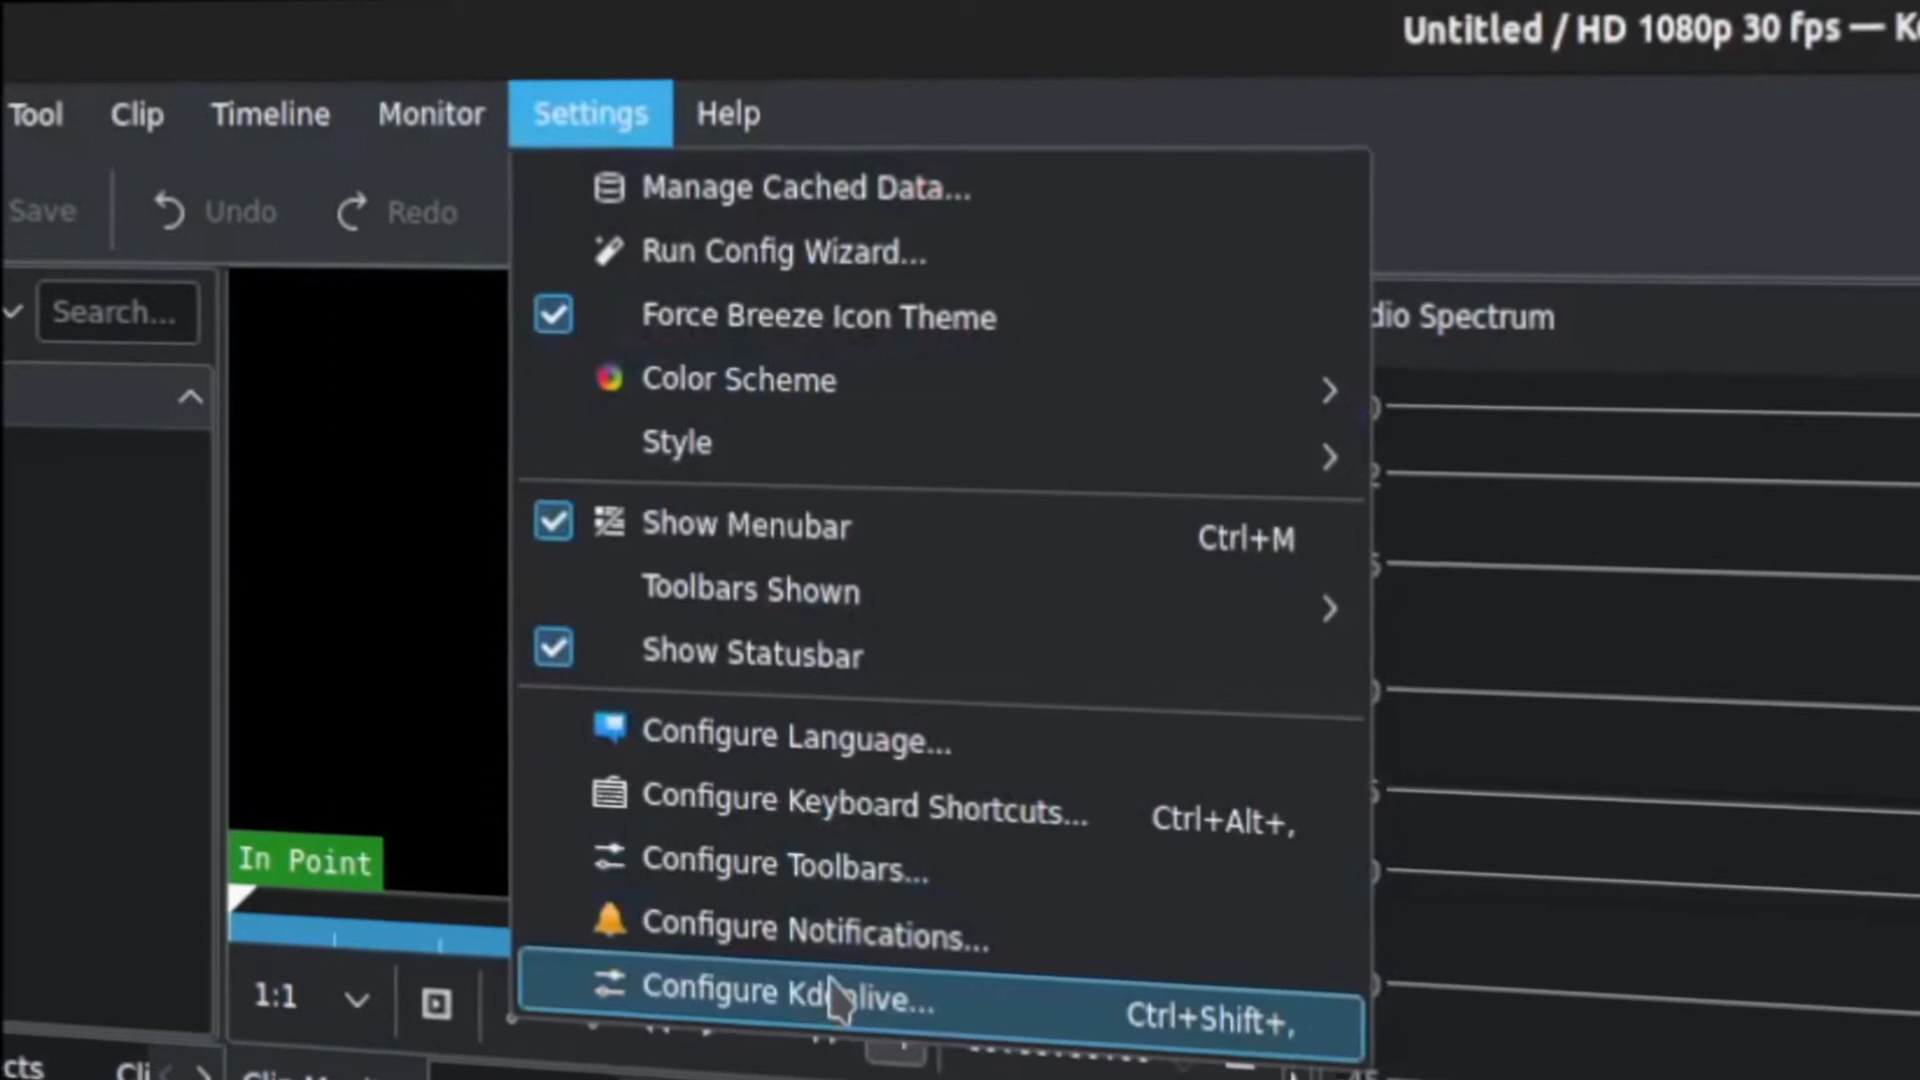 Untitled / HD 1080p 30 fps —
Tool Clip Timeline Monitor Settings Help
Save Undo Redo
Search...
Manage Cached Data...
Run Config Wizard...
Force Breeze Icon Theme
Color Scheme
Style
Show Menubar Ctrl+M
Toolbars Shown
Show Statusbar
Configure Language...
Configure Keyboard Shortcuts... Ctrl+Alt+,
Configure Toolbars...
Configure Notifications...
Configure Kdenlive... Ctrl+Shift+,
dio Spectrum
In Point
1:1
cts